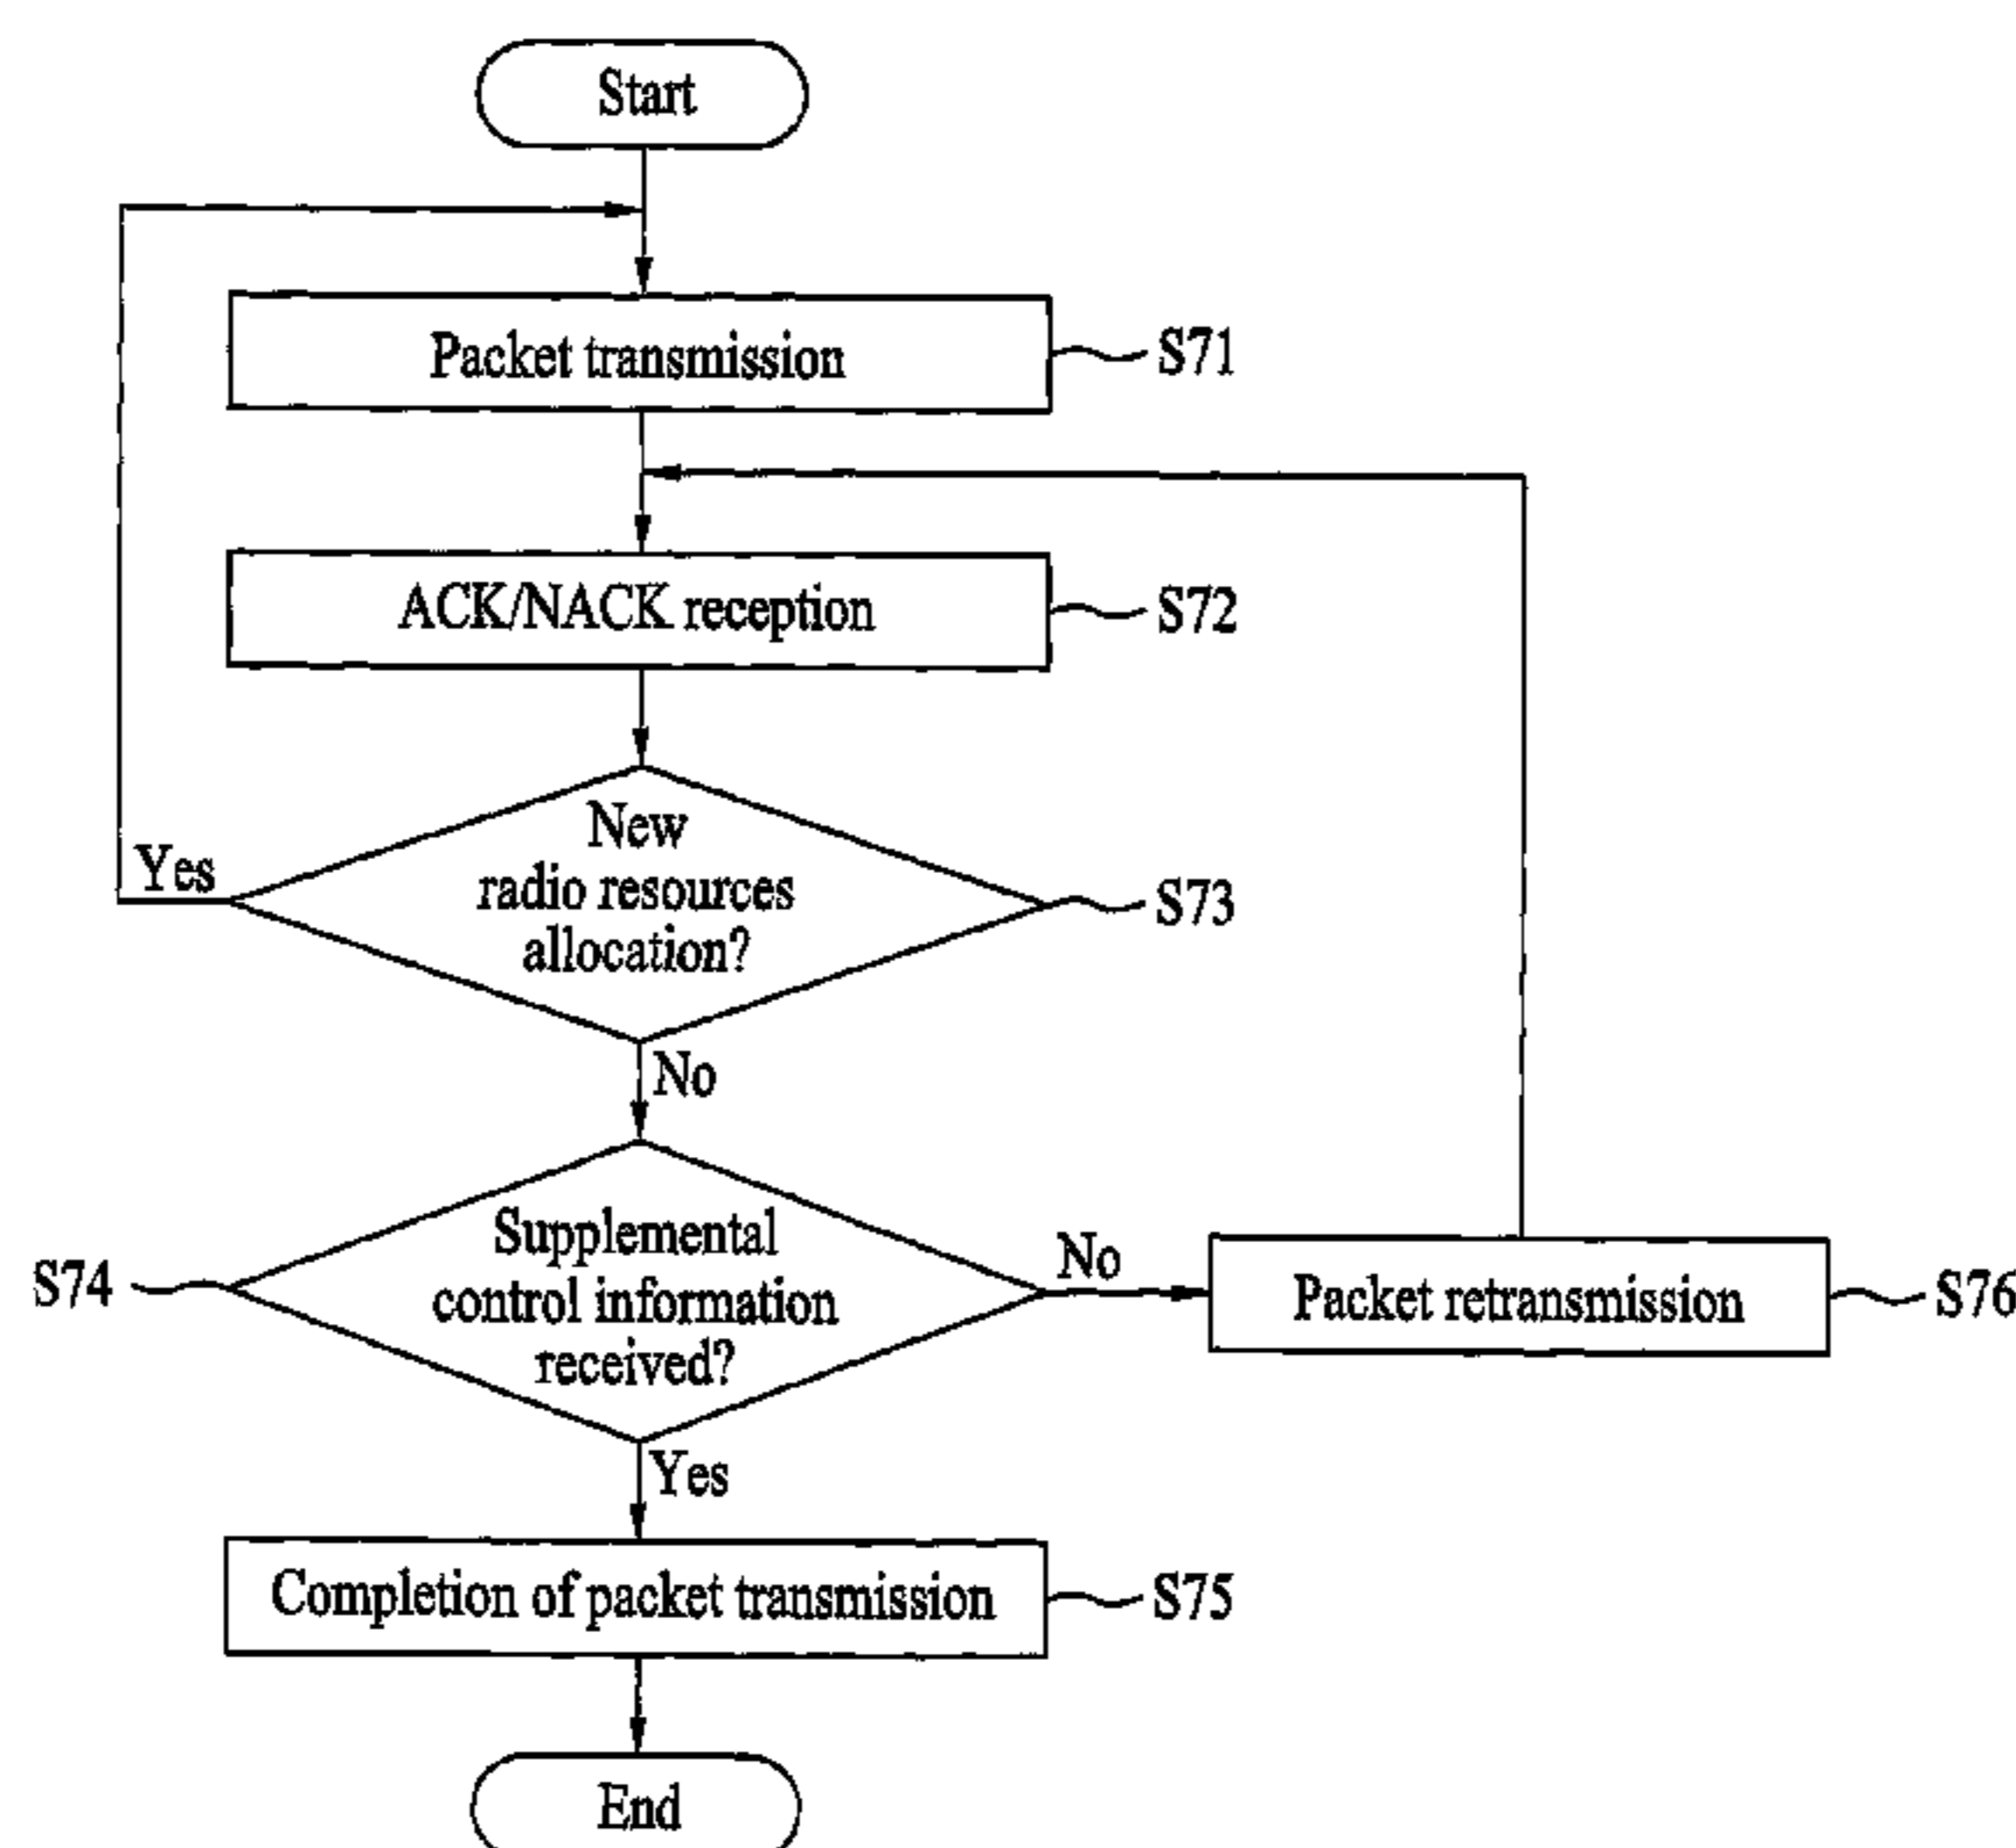 Start
Packet transmission
S71
ACK/NACK reception
S72
New
radio resources
allocation?
Yes
S73
No
Supplemental
control information
received?
S74
No
Packet retransmission
S76
Yes
Completion of packet transmission
S75
End